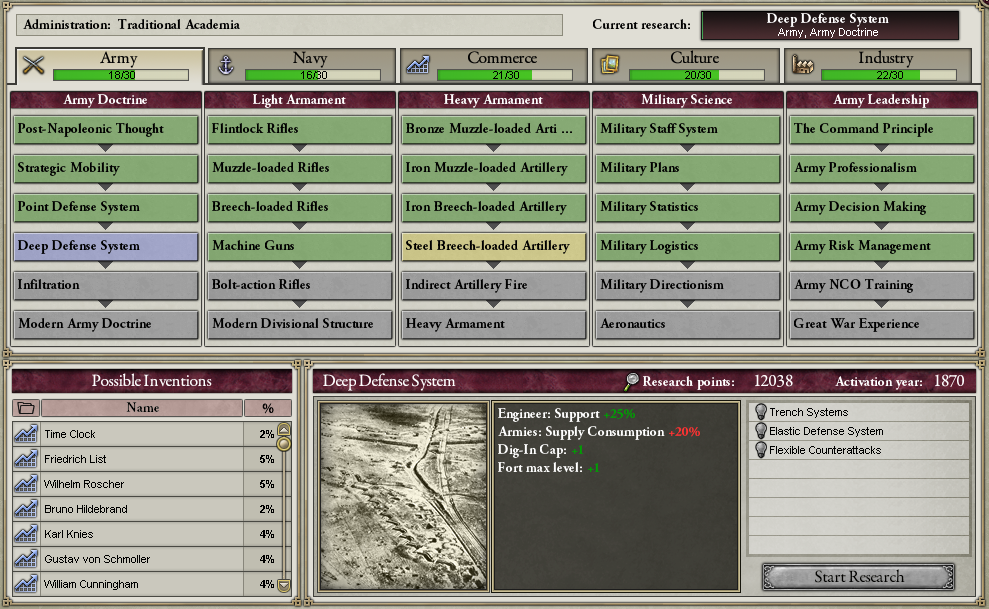 Administration: Traditional Academia
Current research:
Deep Defense System
Army, Army Doctrine
Army
18/30
Navy
16/30
Commerce
21/30
Culture
20/30
Industry
22/30
Army Doctrine
Light Armament
Heavy Armament
Military Science
Army Leadership
Post-Napoleonic Thought
Flintlock Rifles
Bronze Muzzle-loaded Arti ...
Military Staff System
The Command Principle
Strategic Mobility
Muzzle-loaded Rifles
Iron Muzzle-loaded Artillery
Military Plans
Army Professionalism
Point Defense System
Breech-loaded Rifles
Iron Breech-loaded Artillery
Military Statistics
Army Decision Making
Deep Defense System
Machine Guns
Steel Breech-loaded Artillery
Military Logistics
Army Risk Management
Infiltration
Bolt-action Rifles
Indirect Artillery Fire
Military Directionism
Army NCO Training
Modern Army Doctrine
Modern Divisional Structure
Heavy Armament
Aeronautics
Great War Experience
Possible Inventions
Name
%
Time Clock 2%
Friedrich List 5%
Wilhelm Roscher 5%
Bruno Hildebrand 2%
Karl Knies 4%
Gustav von Schmoller 4%
William Cunningham 4%
Deep Defense System
Research points: 12038
Activation year: 1870
Engineer: Support +25%
Armies: Supply Consumption +20%
Dig-In Cap: +1
Fort max level: +1
Trench Systems
Elastic Defense System
Flexible Counterattacks
Start Research